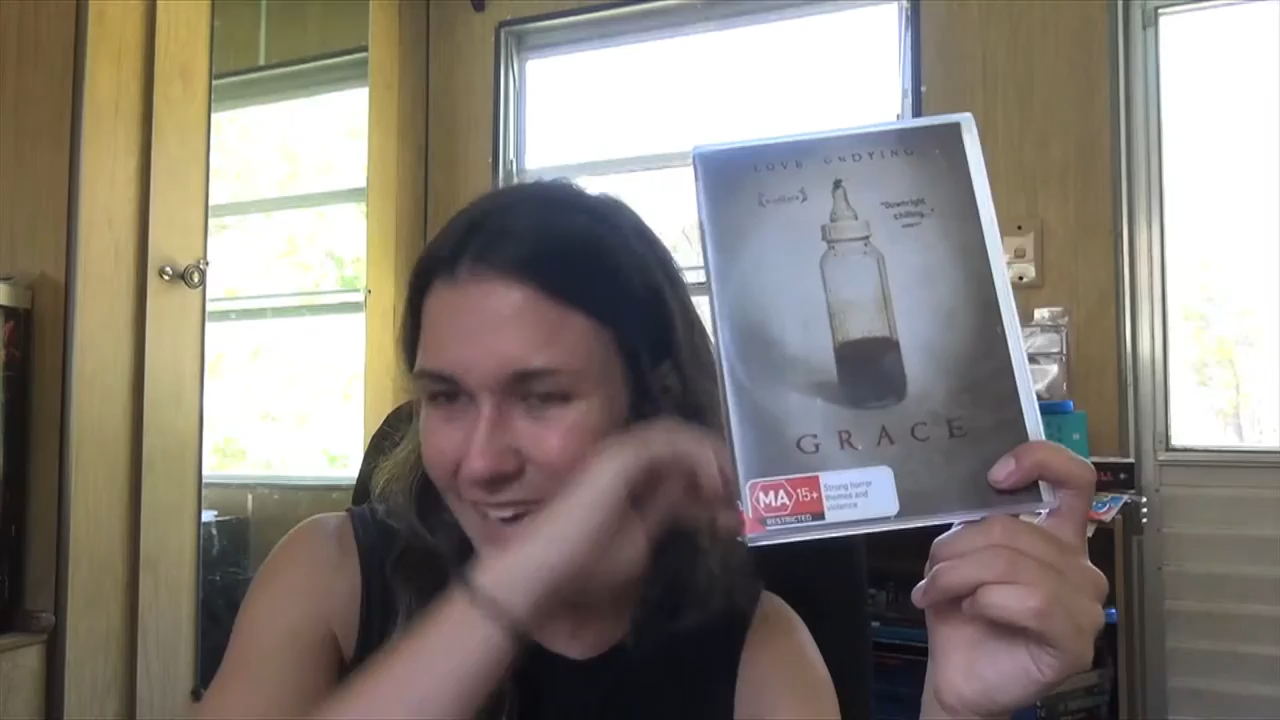 LOVE UNDYING
"Downright
chilling..."
GRACE
MA 15+
RESTRICTED
Strong horror
themes and
violence